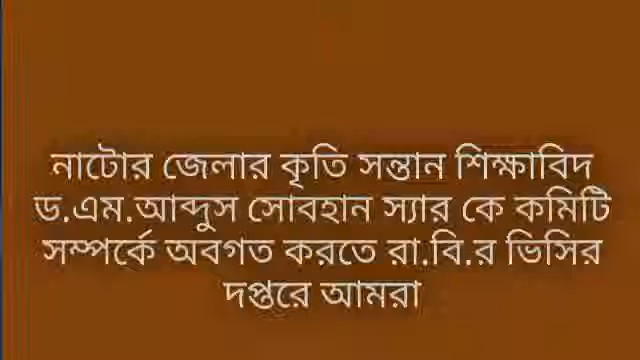 নাটোর জেলার কৃতি সন্তান শিক্ষাবিদ
ড.এম.আব্দুস সোবহান স্যার কে কমিটি
সম্পর্কে অবগত করতে রা.বি.র ভিসির
দপ্তরে আমরা